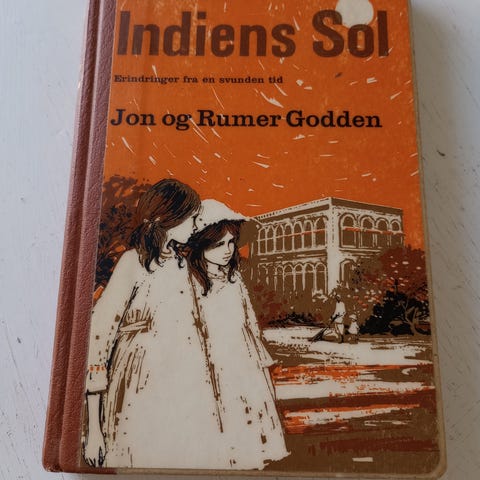 Indiens Sol
Erindringer fra en svunden tid
Jon og Rumer Godden